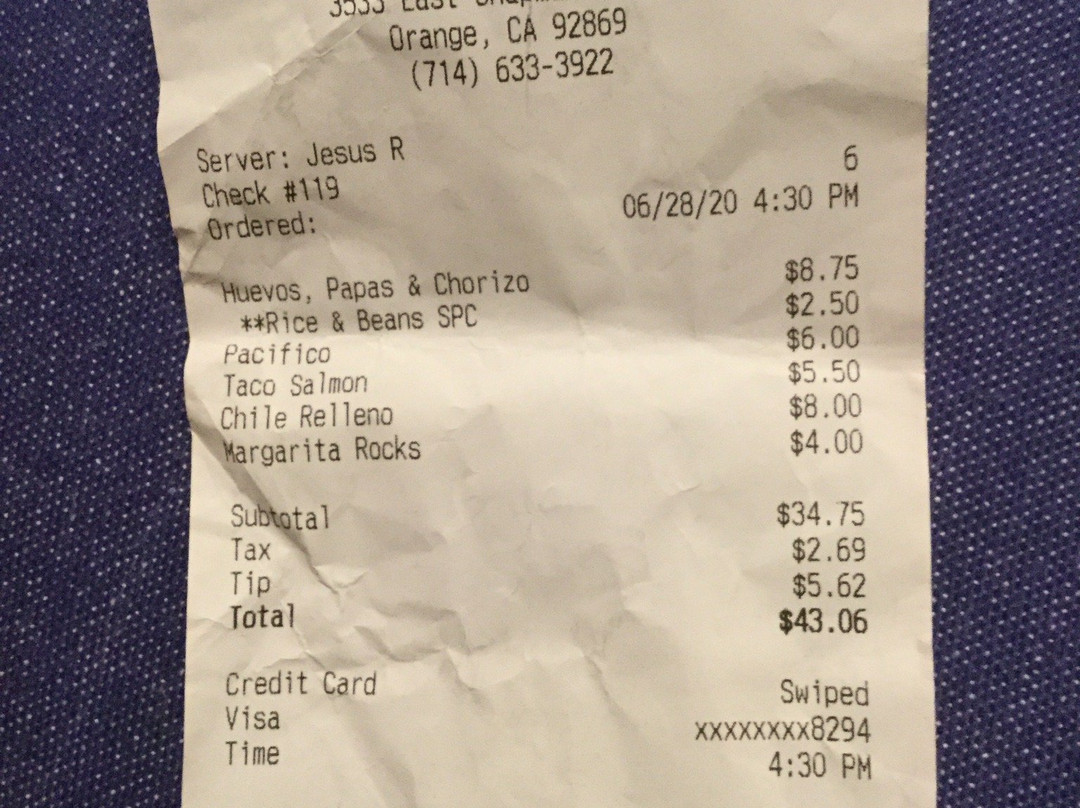 3533 East
Orange, CA 92869
(714) 633-3922
Server: Jesus R
Check #119 6
Ordered: 06/28/20 4:30 PM
Huevos, Papas & Chorizo $8.75
**Rice & Beans SPC $2.50
Pacifico $6.00
Taco Salmon $5.50
Chile Relleno $8.00
Margarita Rocks $4.00
Subtotal $34.75
Tax $2.69
Tip $5.62
Total $43.06
Credit Card Swiped
Visa xxxxxxxx8294
Time 4:30 PM